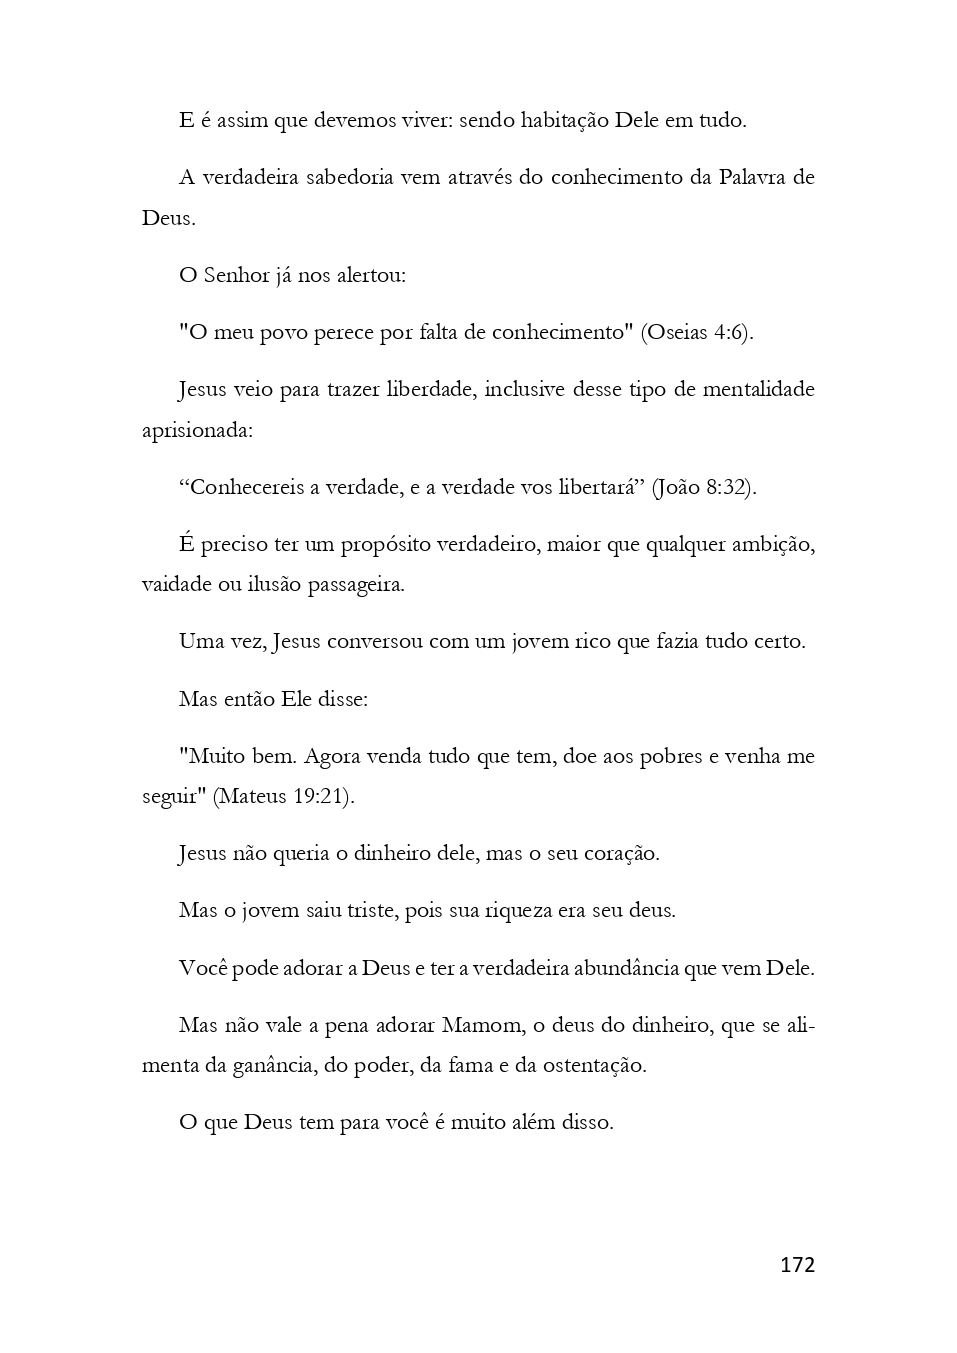 E é assim que devemos viver: sendo habitação Dele em tudo.
A verdadeira sabedoria vem através do conhecimento da Palavra de
Deus.
O Senhor já nos alertou:
"O meu povo perece por falta de conhecimento" (Oseias 4:6).
Jesus veio para trazer liberdade, inclusive desse tipo de mentalidade
aprisionada:
“Conhecereis a verdade, e a verdade vos libertará” (João 8:32).
É preciso ter um propósito verdadeiro, maior que qualquer ambição,
vaidade ou ilusão passageira.
Uma vez, Jesus conversou com um jovem rico que fazia tudo certo.
Mas então Ele disse:
"Muito bem. Agora venda tudo que tem, doe aos pobres e venha me
seguir" (Mateus 19:21).
Jesus não queria o dinheiro dele, mas o seu coração.
Mas o jovem saiu triste, pois sua riqueza era seu deus.
Você pode adorar a Deus e ter a verdadeira abundância que vem Dele.
Mas não vale a pena adorar Mamom, o deus do dinheiro, que se ali-
menta da ganância, do poder, da fama e da ostentação.
O que Deus tem para você é muito além disso.
172